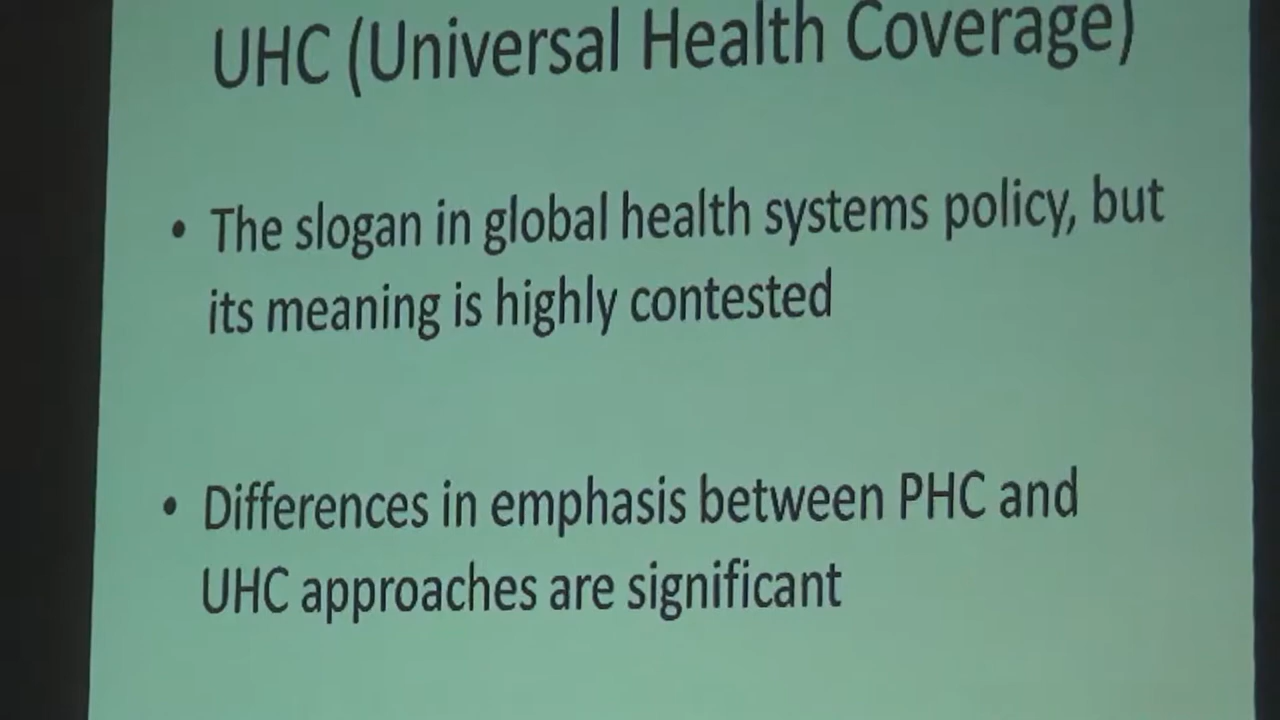 UHC (Universal Health Coverage)
• The slogan in global health systems policy, but
its meaning is highly contested
• Differences in emphasis between PHC and
UHC approaches are significant